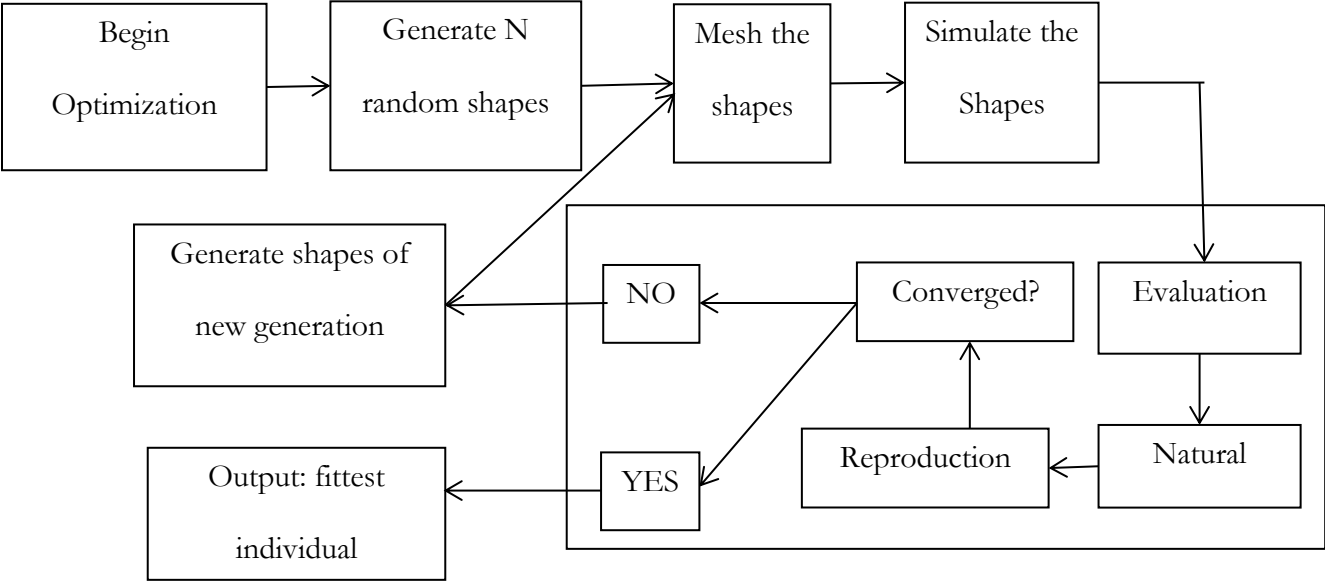 Begin
Optimization
Generate N
random shapes
Mesh the
shapes
Simulate the
Shapes
Generate shapes of
new generation
NO
Converged?
Evaluation
Output: fittest
individual
YES
Reproduction
Natural